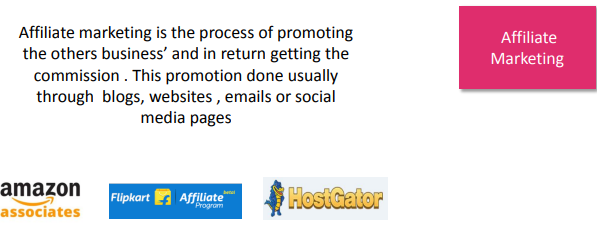 Affiliate marketing is the process of promoting
the others business’ and in return getting the
commission . This promotion done usually
through  blogs, websites , emails or social
media pages
Affiliate
Marketing
amazon
associates
Flipkart Affiliate beta
Program
HostGator